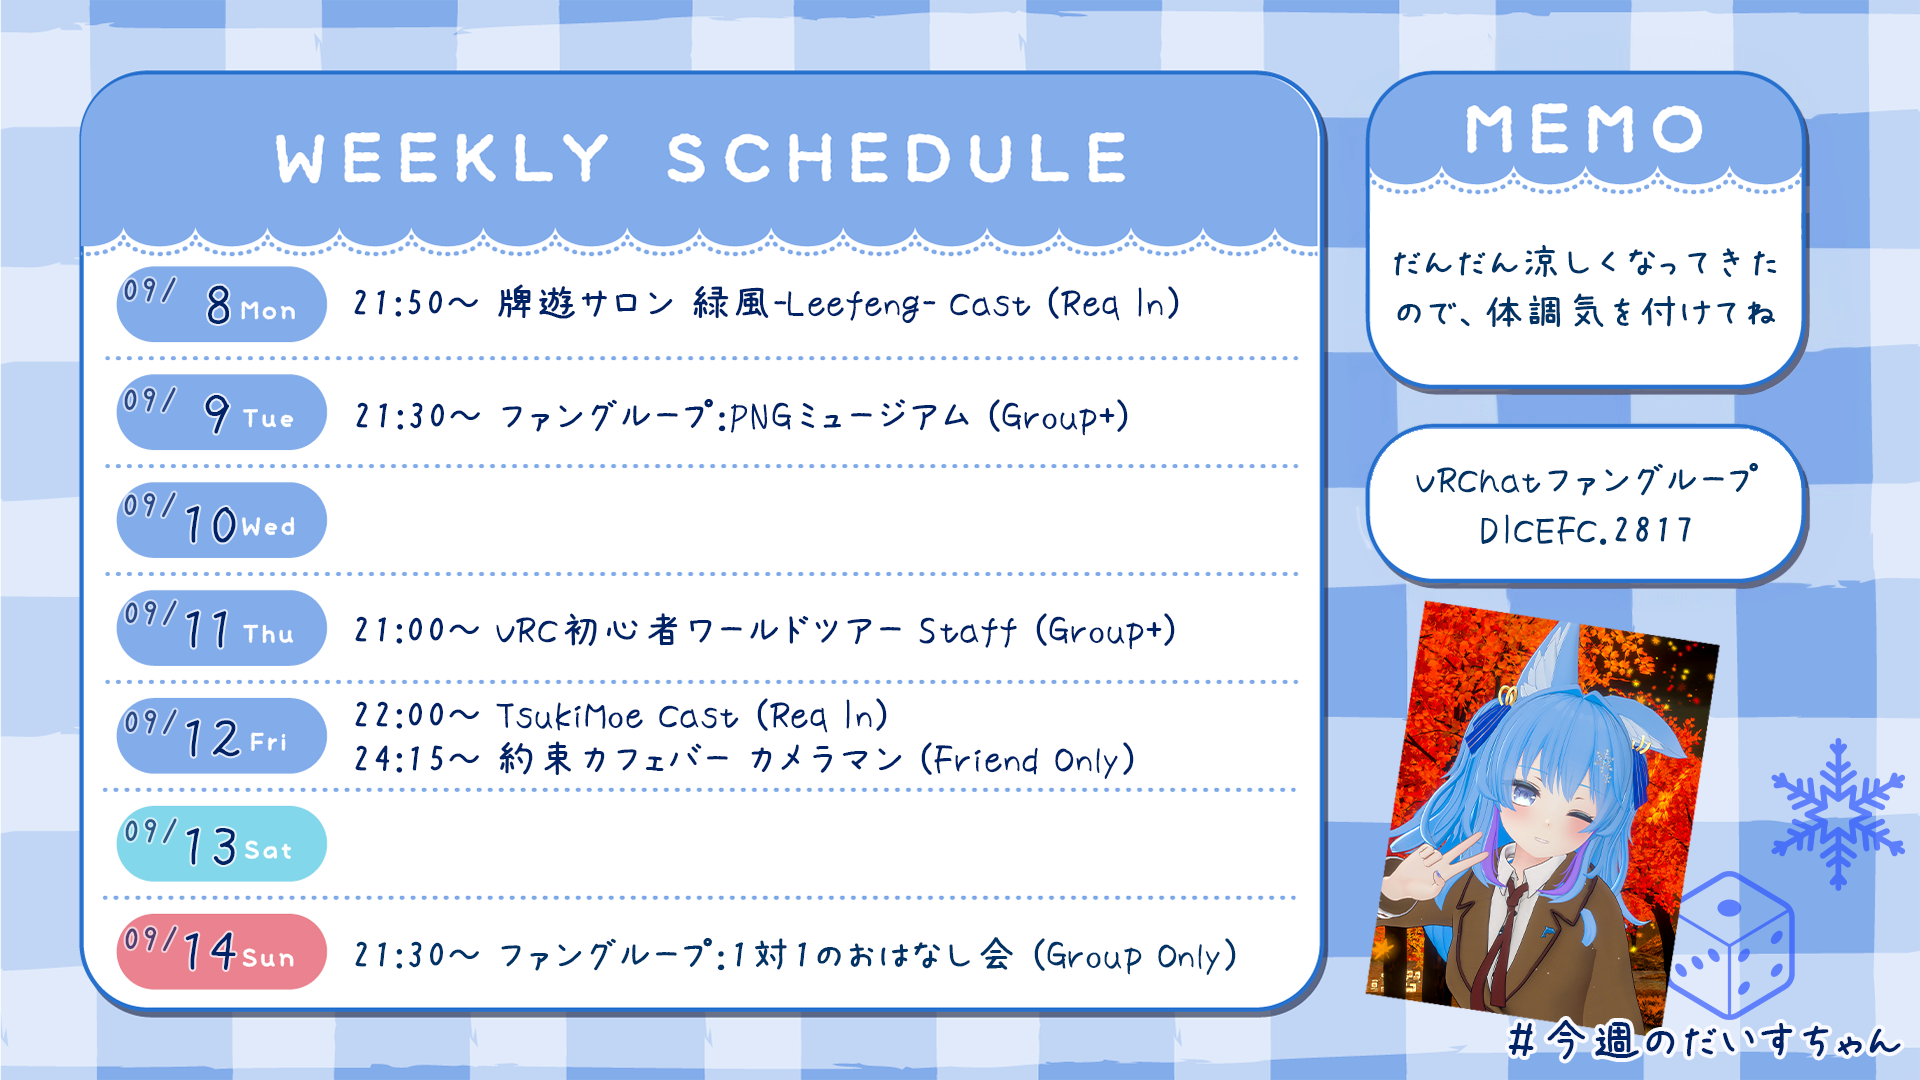 WEEKLY SCHEDULE
09/ 8 Mon 21:50～ 牌遊サロン 緑風-Leefeng- Cast (Req In)
09/ 9 Tue 21:30～ ファングループ:PNGミュージアム (Group+)
09/ 10 Wed
09/ 11 Thu 21:00～ VRC初心者ワールドツアー Staff (Group+)
09/ 12 Fri 22:00～ TsukiMoe Cast (Req In)
24:15～ 約束カフェバー カメラマン (Friend Only)
09/ 13 Sat
09/ 14 Sun 21:30～ ファングループ:1対1のおはなし会 (Group Only)
MEMO
だんだん涼しくなってきた
ので、体調気を付けてね
VRChatファングループ
DICEFC.2817
#今週のだいすちゃん